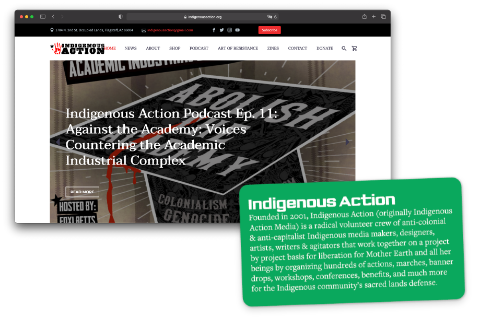 indigenousaction.org
Subscribe
INDIGENOUS
ACTION
HOME NEWS ABOUT SHOP PODCAST ART OF RESISTANCE ZINES CONTACT DONATE
ACADEMIC INDUSTRIAL
ABOLISH
Indigenous Action Podcast Ep. 11:
Against the Academy: Voices
Countering the Academic
Industrial Complex
READ MORE
HOSTED BY:
COLONIALISM
GENOCIDE
Indigenous Action
Founded in 2001, Indigenous Action (originally Indigenous
Action Media) is a radical volunteer crew of anti-colonial
& anti-capitalist Indigenous media makers, designers,
artists, writers & agitators that work together on a project
by project basis for liberation for Mother Earth and all her
beings by organizing hundreds of actions, marches, banner
drops, workshops, conferences, benefits, and much more
for the Indigenous community's sacred lands defense.